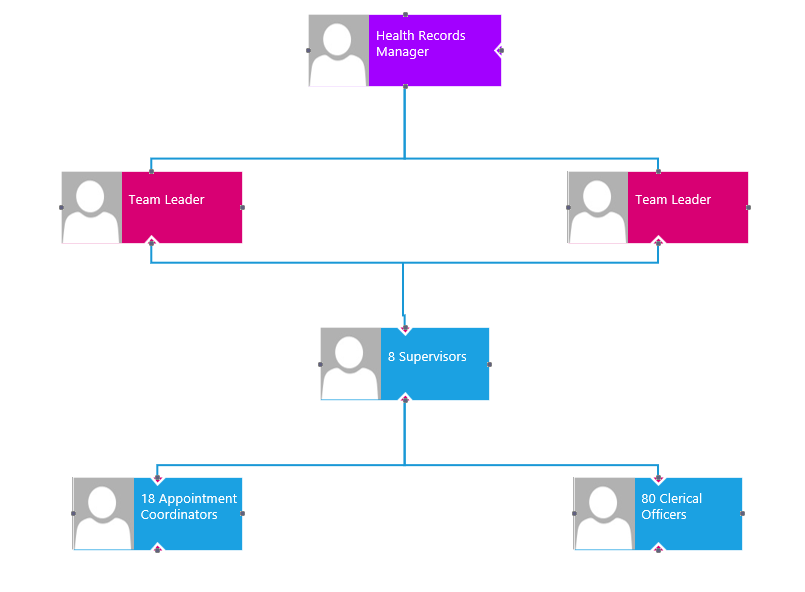 Health Records
Manager
Team Leader
Team Leader
8 Supervisors
18 Appointment
Coordinators
80 Clerical
Officers